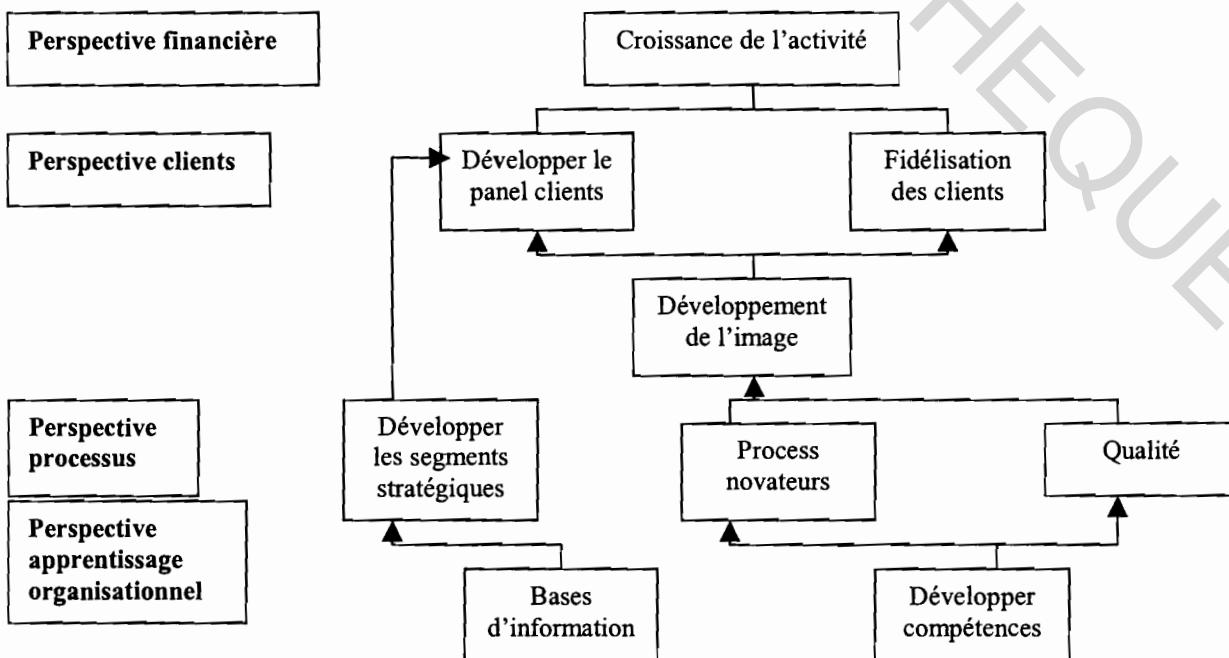 Perspective financière
Croissance de l'activité
Perspective clients
Développer le
panel clients
Fidélisation
des clients
Développement
de l'image
Perspective
processus
Développer
les segments
stratégiques
Process
novateurs
Qualité
Perspective
apprentissage
organisationnel
Bases
d'information
Développer
compétences
HEQUE